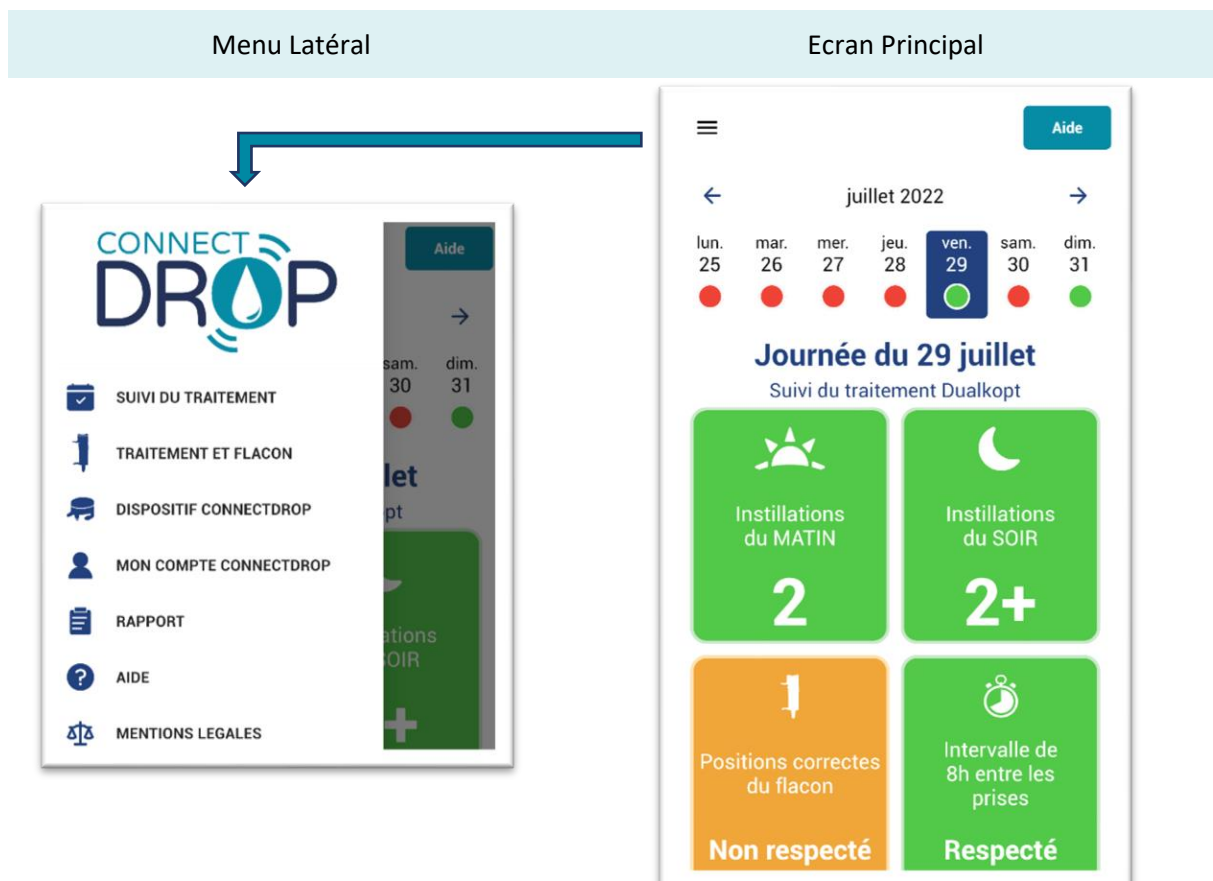 Menu Latéral
Ecran Principal
CONNECT
DROP
SUIVI DU TRAITEMENT
TRAITEMENT ET FLACON
DISPOSITIF CONNECTDROP
MON COMPTE CONNECTDROP
RAPPORT
AIDE
MENTIONS LEGALES
Aide
sam. dim.
30 31
let
pt
ations
OIR
+
Aide
juillet 2022
lun. mar. mer. jeu. ven. sam. dim.
25 26 27 28 29 30 31
Journée du 29 juillet
Suivi du traitement Dualkopt
Instillations
du MATIN
2
Instillations
du SOIR
2+
Positions correctes
du flacon
Non respecté
Intervalle de
8h entre les
prises
Respecté